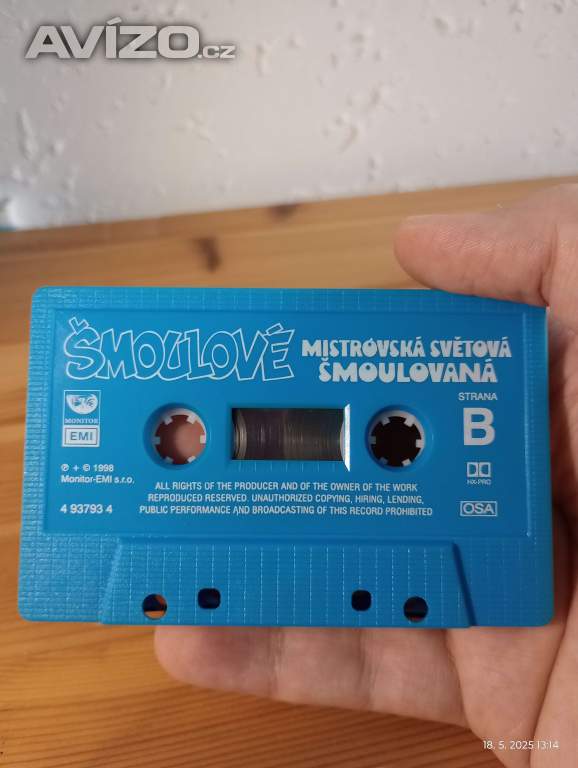 AVÍZO.cz
ŠMOULOVÉ
MISTROVSKÁ SVĚTOVÁ
ŠMOULOVANÁ
STRANA
B
MONITOR
EMI
℗ + © 1998
Monitor-EMI s.r.o.
4 93793 4
ALL RIGHTS OF THE PRODUCER AND OF THE OWNER OF THE WORK
REPRODUCED RESERVED. UNAUTHORIZED COPYING, HIRING, LENDING,
PUBLIC PERFORMANCE AND BROADCASTING OF THIS RECORD PROHIBITED
HX-PRO
OSA
18. 5. 2025 13:14